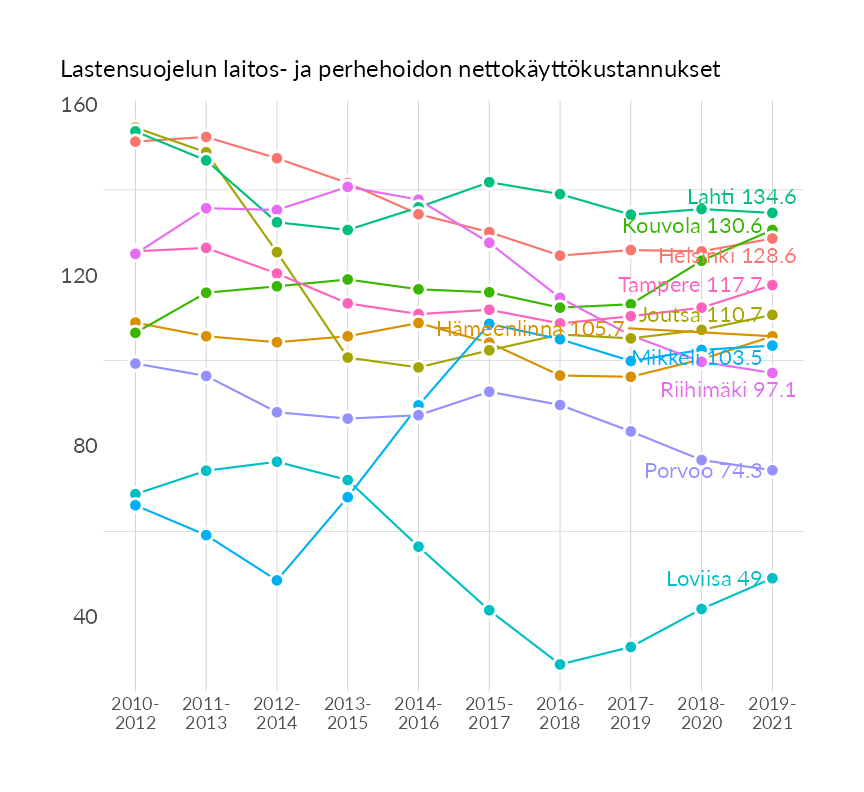 Lastensuojelun laitos- ja perhehoidon nettokäyttökustannukset
160
120
80
40
Lahti 134.6
Kouvola 130.6
Helsinki 128.6
Tampere 117.7
Joutsa 110.7
Hämeenlinna 105.7
Mikkeli 103.5
Riihimäki 97.1
Porvoo 74.3
Loviisa 49
2010- 2011- 2012- 2013- 2014- 2015- 2016- 2017- 2018- 2019-
2012 2013 2014 2015 2016 2017 2018 2019 2020 2021